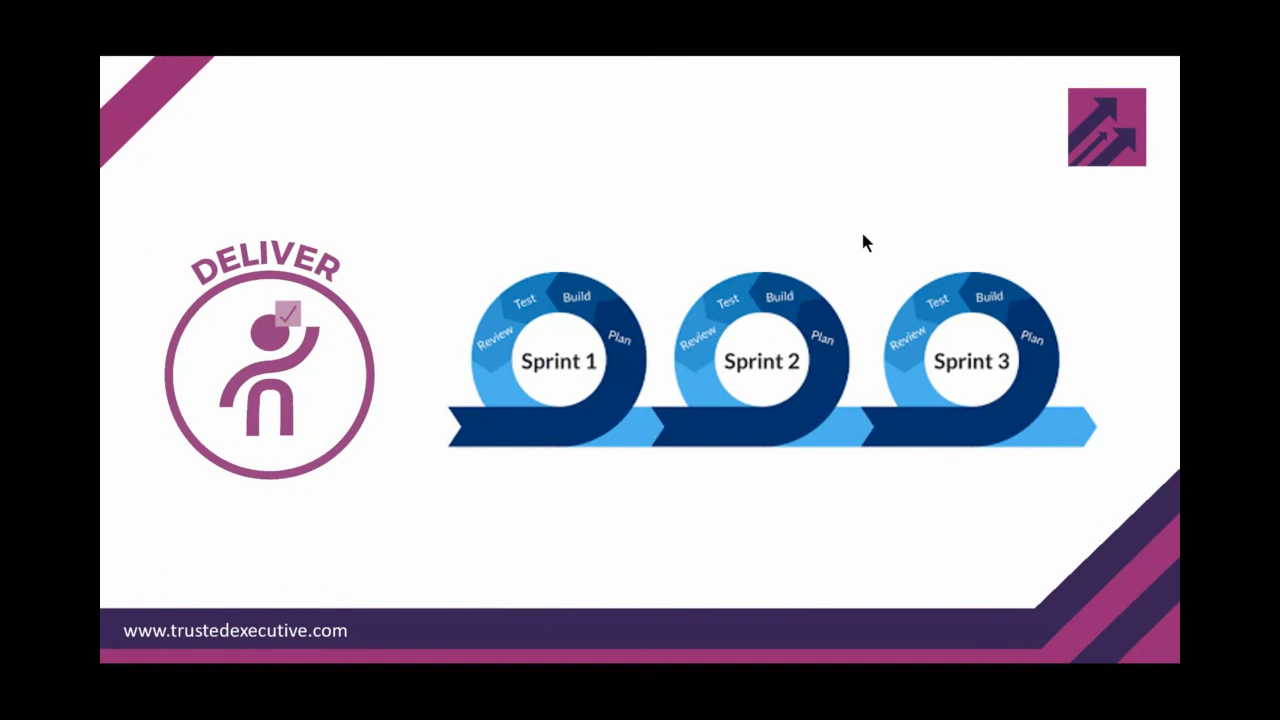 DELIVER
Test
Build
Review
Plan
Sprint 1
Test
Build
Review
Plan
Sprint 2
Test
Build
Review
Plan
Sprint 3
www.trustedexecutive.com